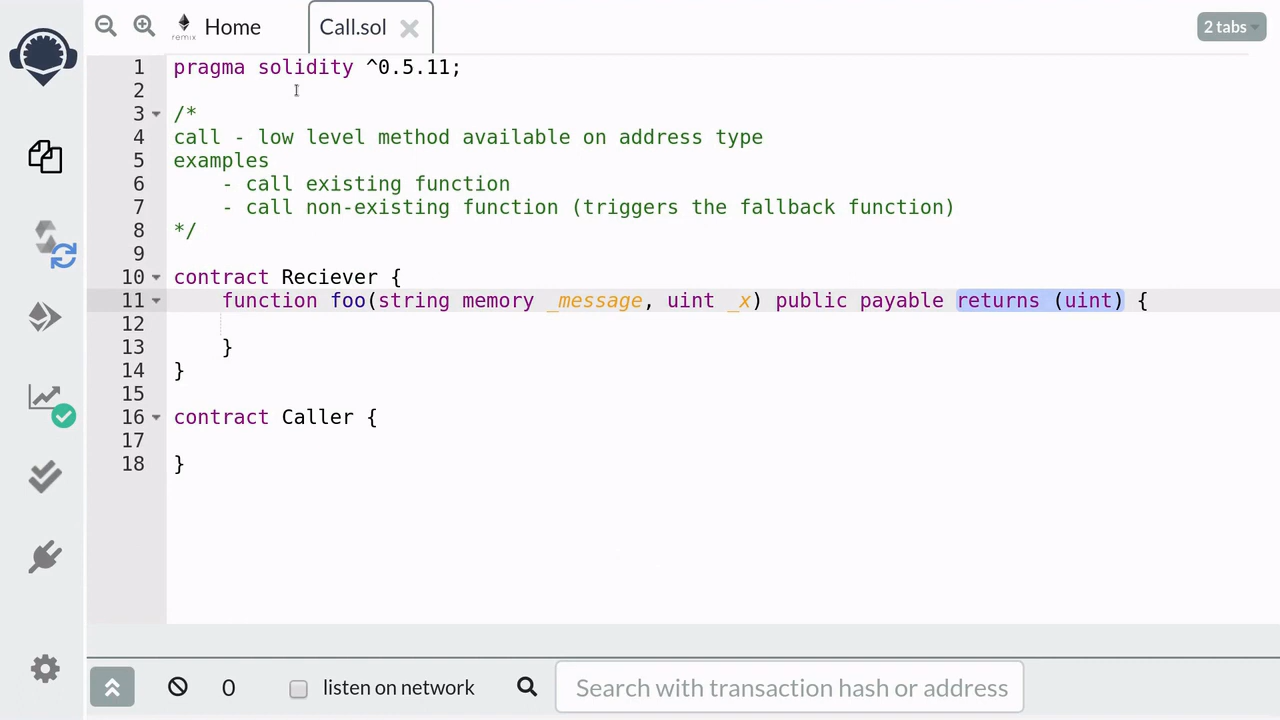 remix
Home
Call.sol
2 tabs
1 pragma solidity ^0.5.11;
2
3 /*
4 call - low level method available on address type
5 examples
6     - call existing function
7     - call non-existing function (triggers the fallback function)
8 */
9
10 contract Reciever {
11     function foo(string memory _message, uint _x) public payable returns (uint) {
12
13     }
14 }
15
16 contract Caller {
17
18 }
0
listen on network
Search with transaction hash or address